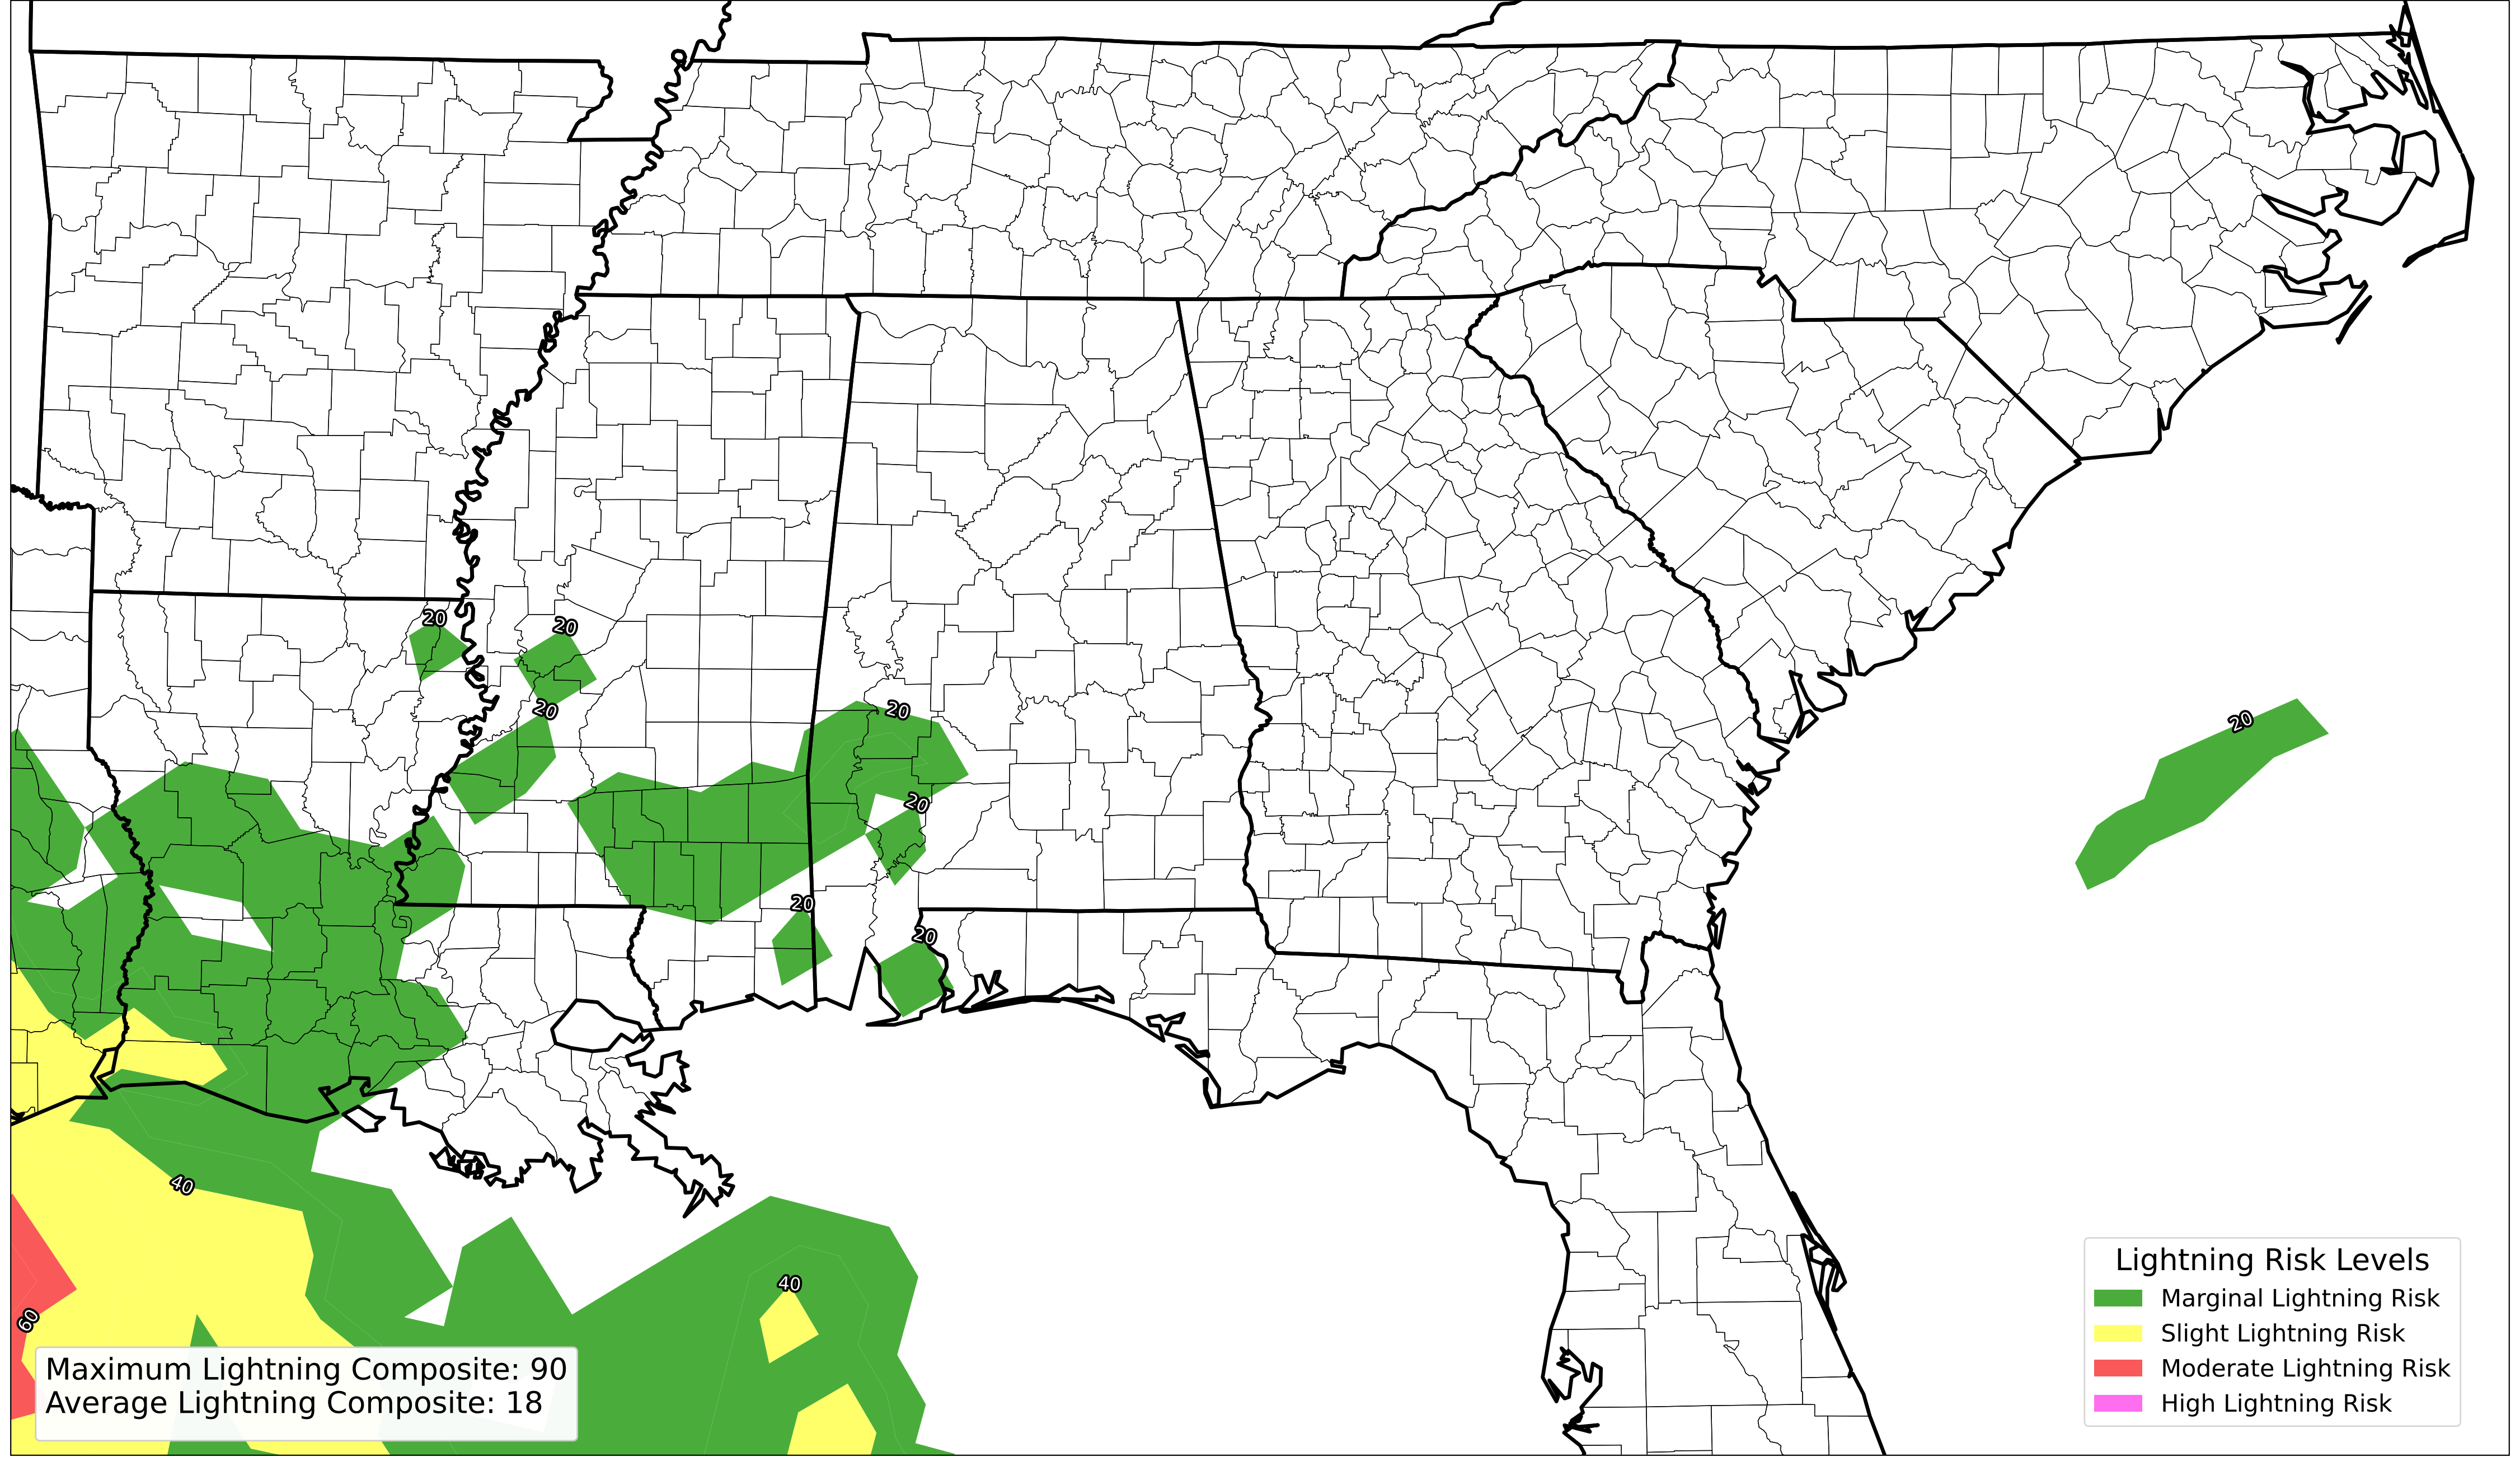 20
20
20
20
20
20
20
20
40
40
60
Maximum Lightning Composite: 90
Average Lightning Composite: 18
Lightning Risk Levels
Marginal Lightning Risk
Slight Lightning Risk
Moderate Lightning Risk
High Lightning Risk